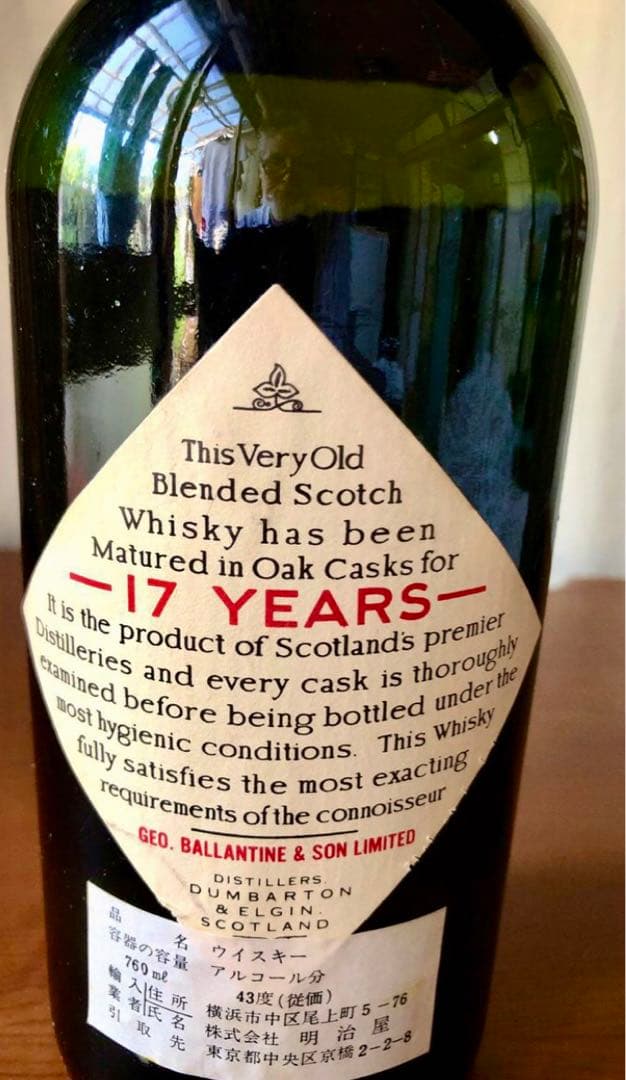 This Very Old
Blended Scotch
Whisky has been
Matured in Oak Casks for
—17 YEARS—
It is the product of Scotland's premier
Distilleries and every cask is thoroughly
examined before being bottled under the
most hygienic conditions. This Whisky
fully satisfies the most exacting
requirements of the connoisseur
GEO. BALLANTINE & SON LIMITED
DISTILLERS.
DUMBARTON
& ELGIN.
SCOTLAND
品名 ウイスキー
容器の容量 アルコール分
760ml 43度(従価)
輸入業者 住所 横浜市中区尾上町5-76
氏名 株式会社 明治屋
引取先 東京都中央区京橋2-2-8